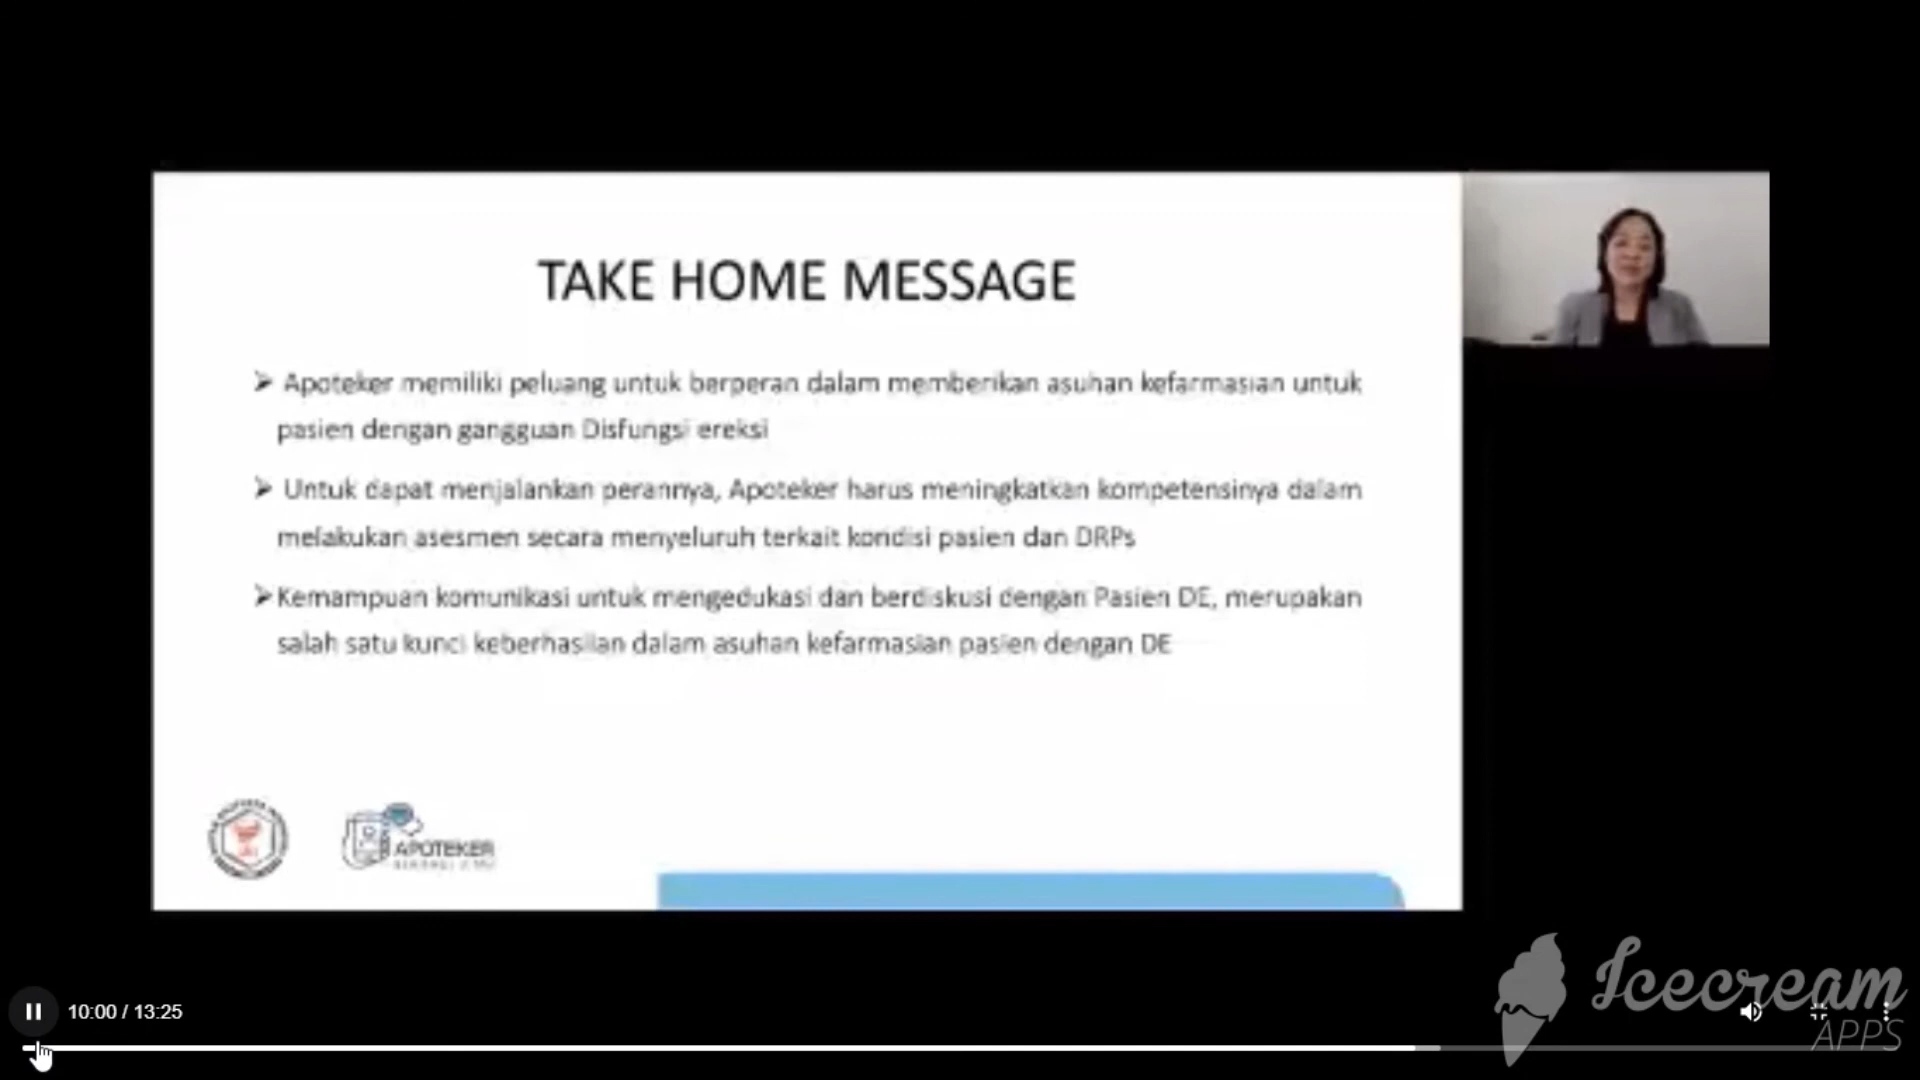 TAKE HOME MESSAGE
➢ Apoteker memiliki peluang untuk berperan dalam memberikan asuhan kefarmasian untuk
pasien dengan gangguan Disfungsi ereksi
➢ Untuk dapat menjalankan perannya, Apoteker harus meningkatkan kompetensinya dalam
melakukan asesmen secara menyeluruh terkait kondisi pasien dan DRPs
➢ Kemampuan komunikasi untuk mengedukasi dan berdiskusi dengan Pasien DE, merupakan
salah satu kunci keberhasilan dalam asuhan kefarmasian pasien dengan DE
APOTEKER
10:00 / 13:25
Icecream
APPS